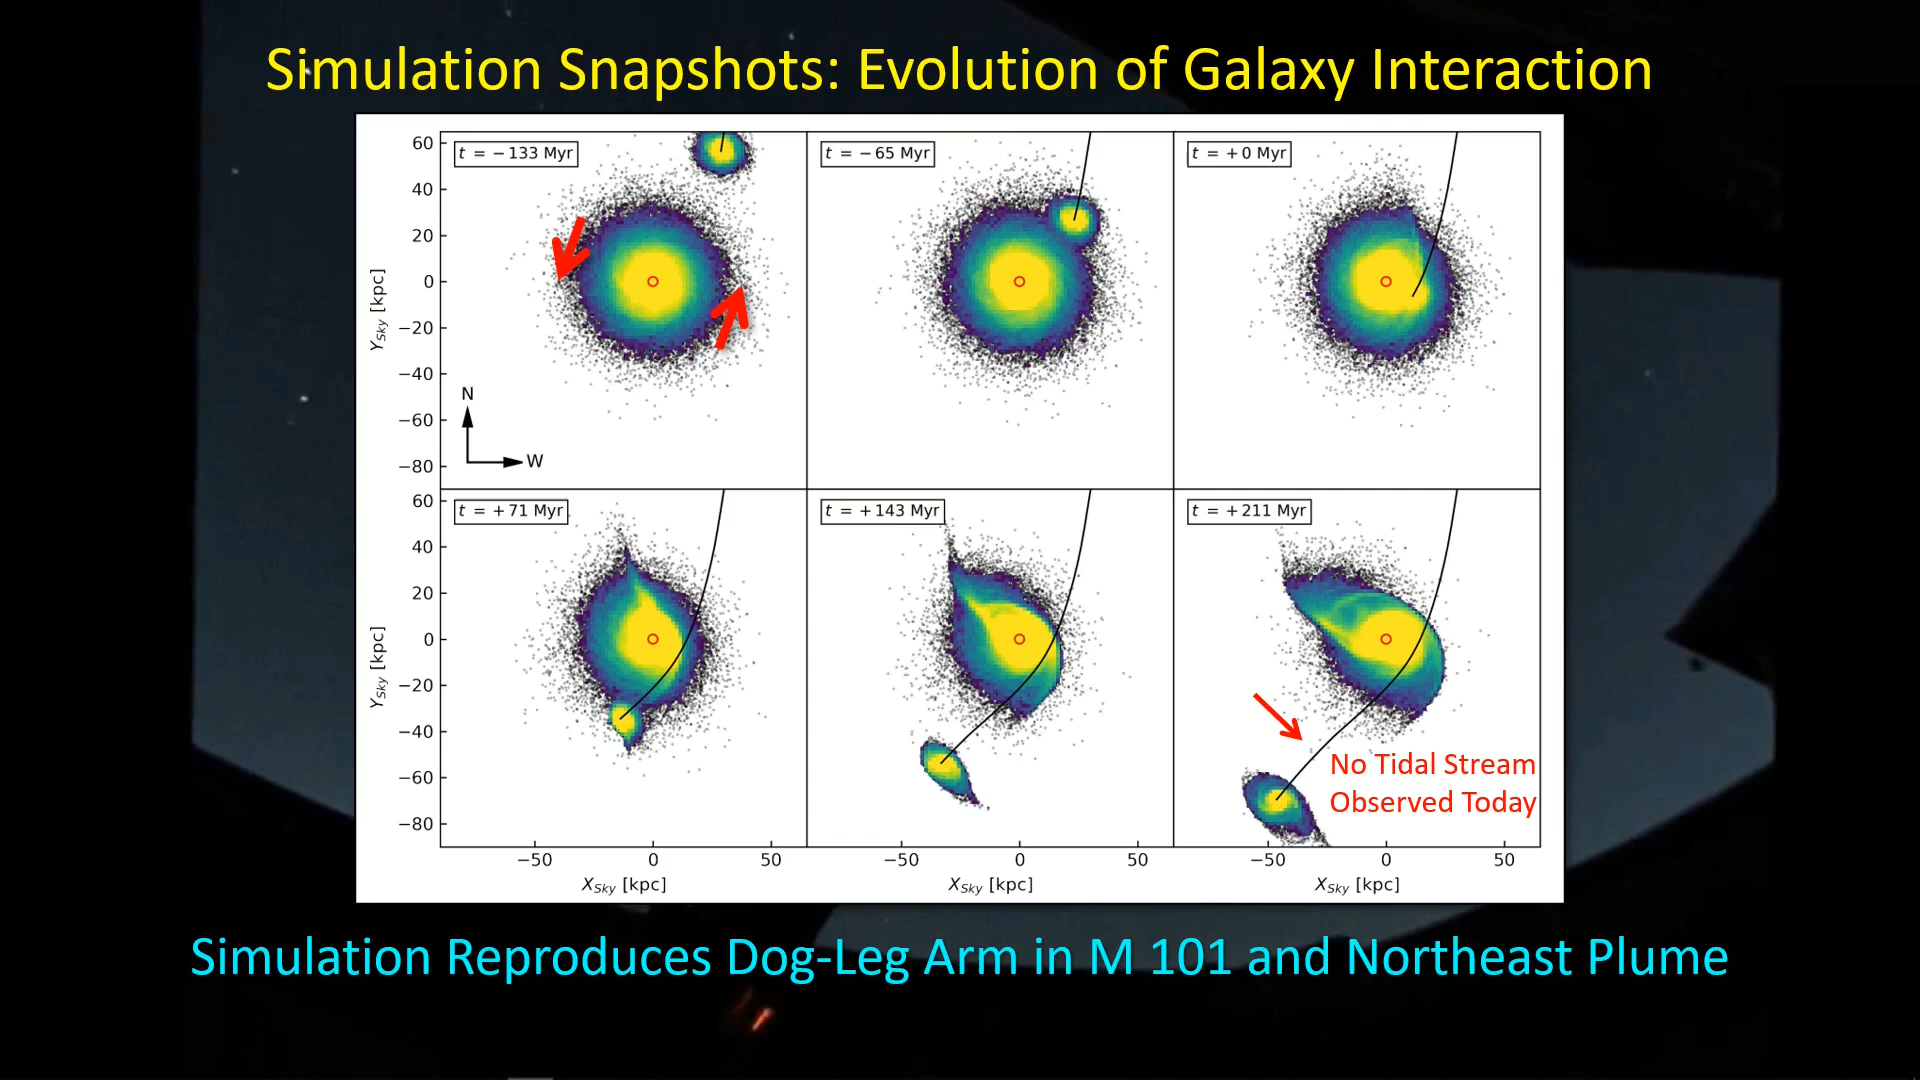 Simulation Snapshots: Evolution of Galaxy Interaction
t = −133 Myr
t = −65 Myr
t = +0 Myr
60
40
20
0
−20
−40
−60
−80
Y_Sky [kpc]
N
W
t = +71 Myr
t = +143 Myr
t = +211 Myr
60
40
20
0
−20
−40
−60
−80
Y_Sky [kpc]
No Tidal Stream
Observed Today
−50 0 50 −50 0 50 −50 0 50
X_Sky [kpc] X_Sky [kpc] X_Sky [kpc]
Simulation Reproduces Dog-Leg Arm in M 101 and Northeast Plume